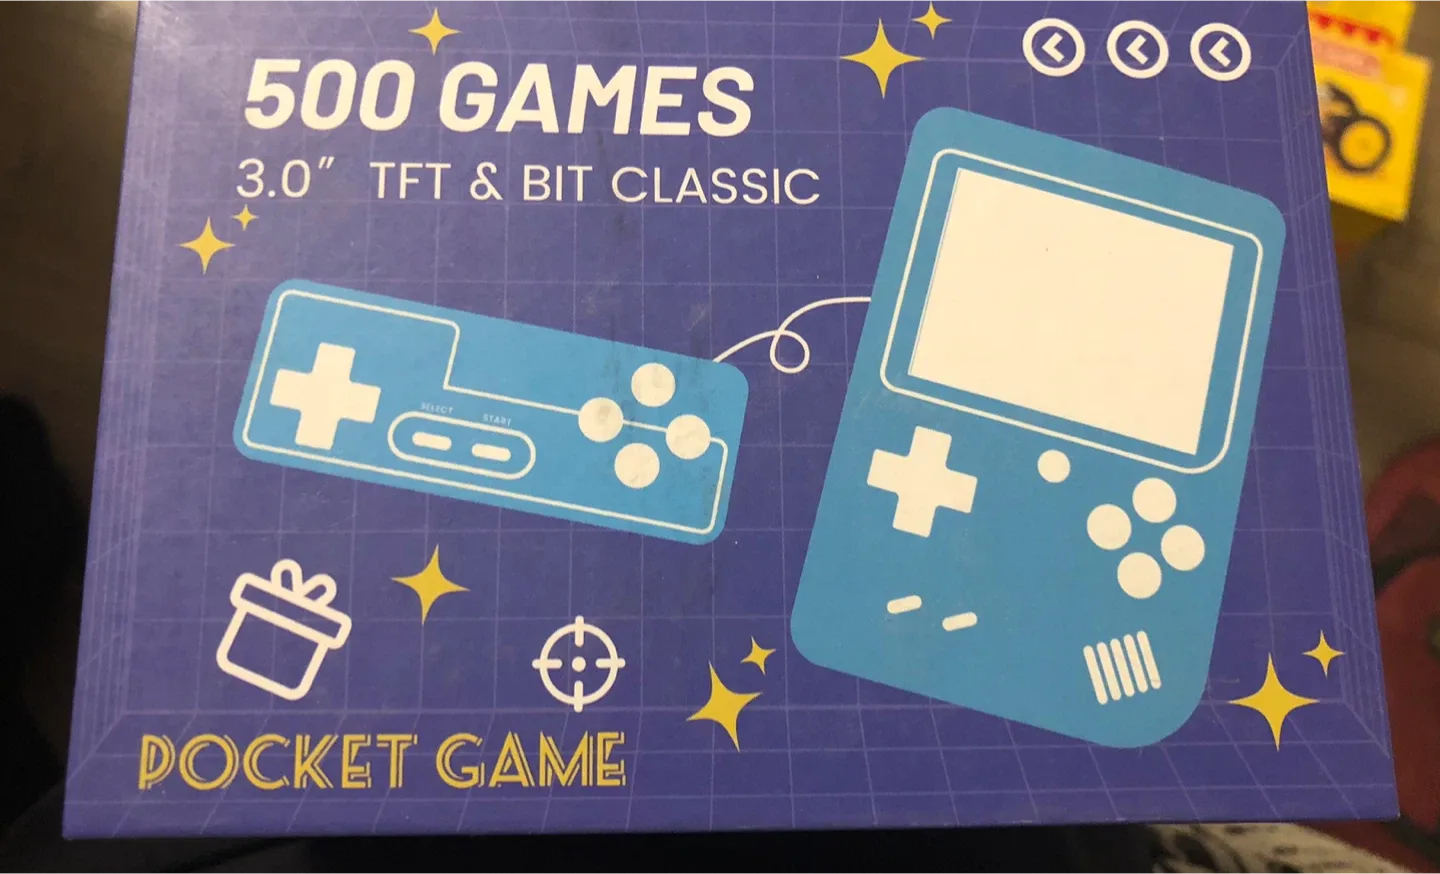 500 GAMES
3.0" TFT & BIT CLASSIC
SELECT START
POCKET GAME